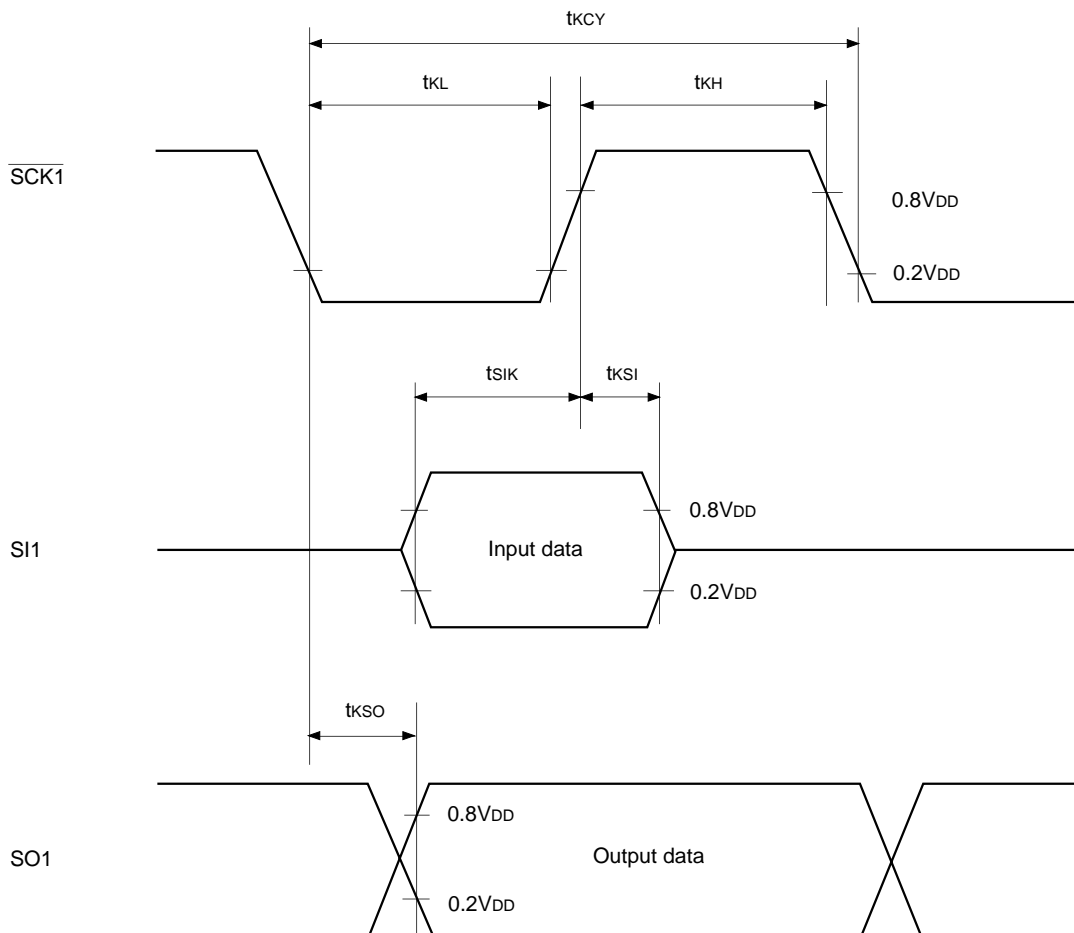 tKCY
tKL
tKH
SCK1
0.8VDD
0.2VDD
tSIK
tKSI
0.8VDD
SI1
Input data
0.2VDD
tKSO
0.8VDD
SO1
Output data
0.2VDD